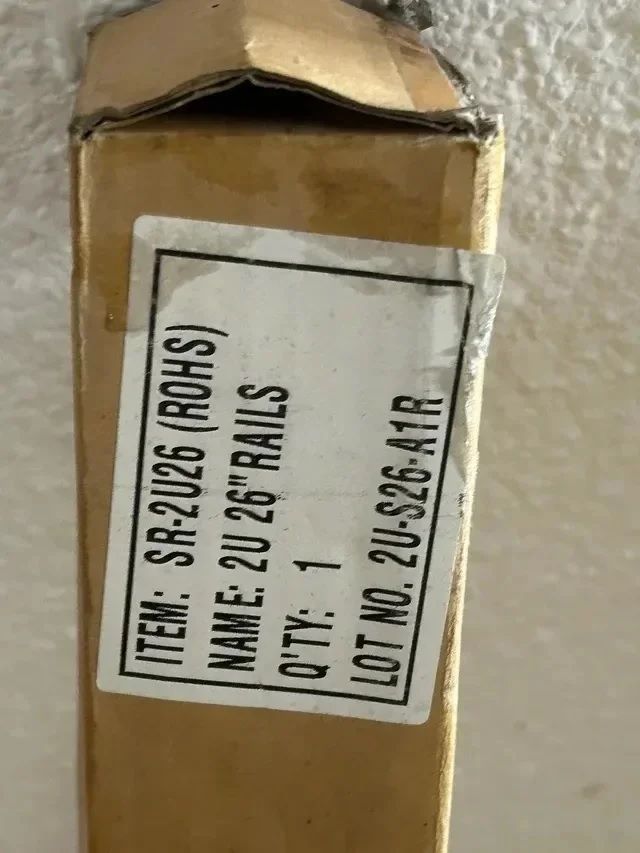 ITEM: SR-2U26 (ROHS)
NAME: 2U 26" RAILS
Q'TY: 1
LOT NO. 2U-S26-A1R